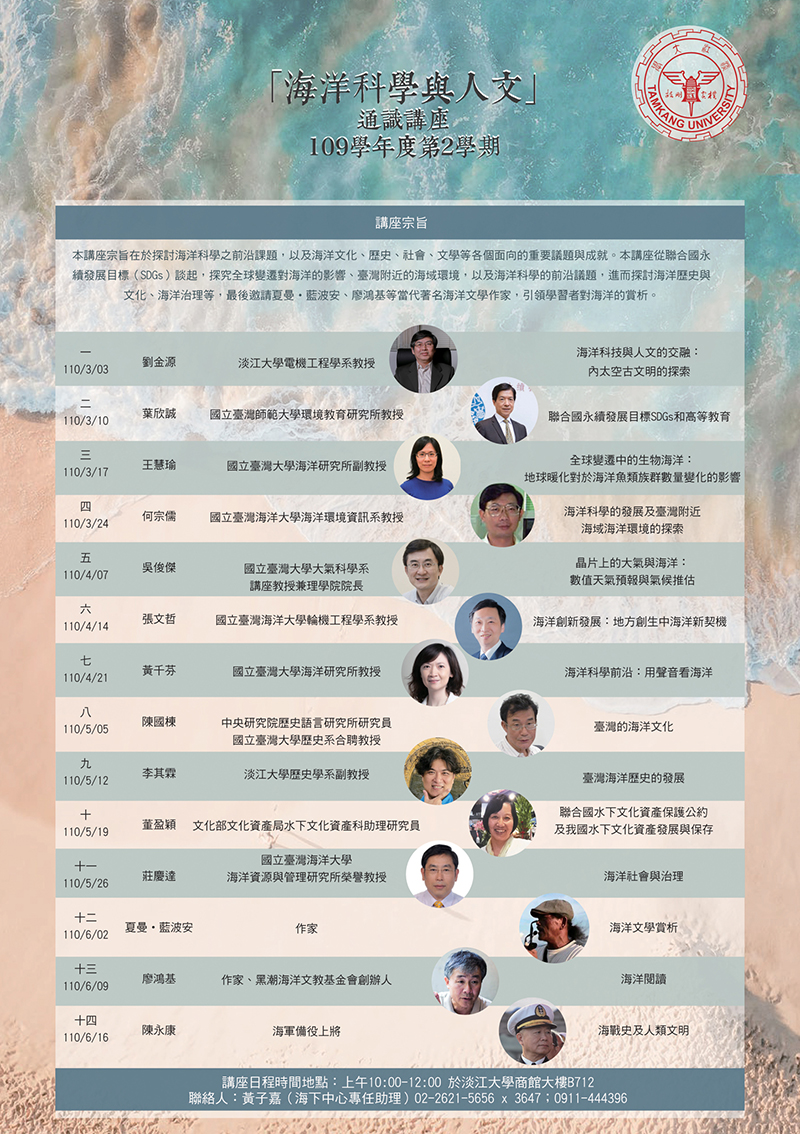 「海洋科學與人文」
通識講座
109學年度第2學期
TAMKANG UNIVERSITY
講座宗旨
本講座宗旨在於探討海洋科學之前沿課題，以及海洋文化、歷史、社會、文學等各個面向的重要議題與成就。本講座從聯合國永
續發展目標（SDGs）談起，探究全球變遷對海洋的影響、臺灣附近的海域環境，以及海洋科學的前沿議題，進而探討海洋歷史與
文化、海洋治理等，最後邀請夏曼・藍波安、廖鴻基等當代著名海洋文學作家，引領學習者對海洋的賞析。
一
110/3/03
劉金源
淡江大學電機工程學系教授
海洋科技與人文的交融：
內太空古文明的探索
二
110/3/10
葉欣誠
國立臺灣師範大學環境教育研究所教授
聯合國永續發展目標SDGs和高等教育
三
110/3/17
王慧瑜
國立臺灣大學海洋研究所副教授
全球變遷中的生物海洋：
地球暖化對於海洋魚類族群數量變化的影響
四
110/3/24
何宗儒
國立臺灣海洋大學海洋環境資訊系教授
海洋科學的發展及臺灣附近
海域海洋環境的探索
五
110/4/07
吳俊傑
國立臺灣大學大氣科學系
講座教授兼理學院院長
晶片上的大氣與海洋：
數值天氣預報與氣候推估
六
110/4/14
張文哲
國立臺灣海洋大學輪機工程學系教授
海洋創新發展：地方創生中海洋新契機
七
110/4/21
黃千芬
國立臺灣大學海洋研究所教授
海洋科學前沿：用聲音看海洋
八
110/5/05
陳國棟
中央研究院歷史語言研究所研究員
國立臺灣大學歷史系合聘教授
臺灣的海洋文化
九
110/5/12
李其霖
淡江大學歷史學系副教授
臺灣海洋歷史的發展
十
110/5/19
董盈穎
文化部文化資產局水下文化資產科助理研究員
聯合國水下文化資產保護公約
及我國水下文化資產發展與保存
十一
110/5/26
莊慶達
國立臺灣海洋大學
海洋資源與管理研究所榮譽教授
海洋社會與治理
十二
110/6/02
夏曼・藍波安
作家
海洋文學賞析
十三
110/6/09
廖鴻基
作家、黑潮海洋文教基金會創辦人
海洋閱讀
十四
110/6/16
陳永康
海軍備役上將
海戰史及人類文明
講座日程時間地點：上午10:00-12:00 於淡江大學商館大樓B712
聯絡人：黃子嘉（海下中心專任助理）02-2621-5656 x 3647；0911-444396